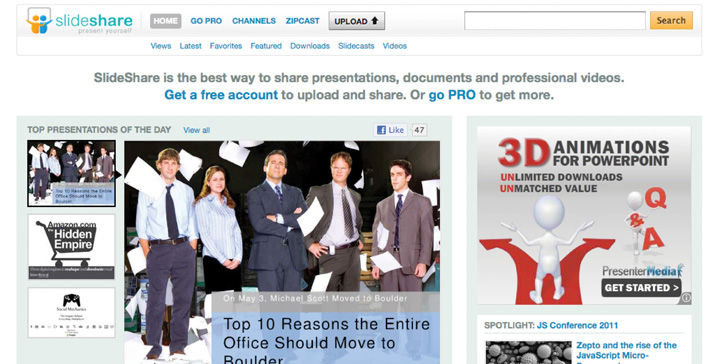 slideshare
present yourself
HOME GO PRO CHANNELS ZIPCAST UPLOAD Search
Views Latest Favorites Featured Downloads Slidecasts Videos
SlideShare is the best way to share presentations, documents and professional videos.
Get a free account to upload and share. Or go PRO to get more.
TOP PRESENTATIONS OF THE DAY View all Like 47
Top 10 Reasons the Entire
Office Should Move to
Boulder
Amazon.com
the Hidden
Empire
Social Mechanics
On May 3, Michael Scott Moved to Boulder
Top 10 Reasons the Entire
Office Should Move to
Boulder
3D ANIMATIONS
FOR POWERPOINT
UNLIMITED DOWNLOADS
UNMATCHED VALUE
Q
&
A
PresenterMedia
GET STARTED >
SPOTLIGHT: JS Conference 2011
Zepto and the rise of the
JavaScript Micro-